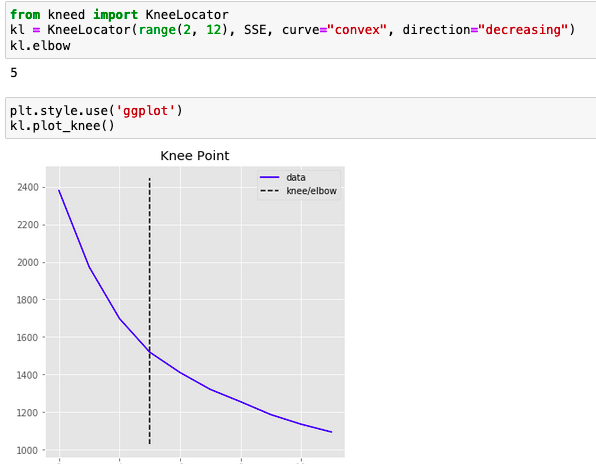 from kneed import KneeLocator
kl = KneeLocator(range(2, 12), SSE, curve="convex", direction="decreasing")
kl.elbow
5
plt.style.use('ggplot')
kl.plot_knee()
Knee Point
data
knee/elbow
2400
2200
2000
1800
1600
1400
1200
1000